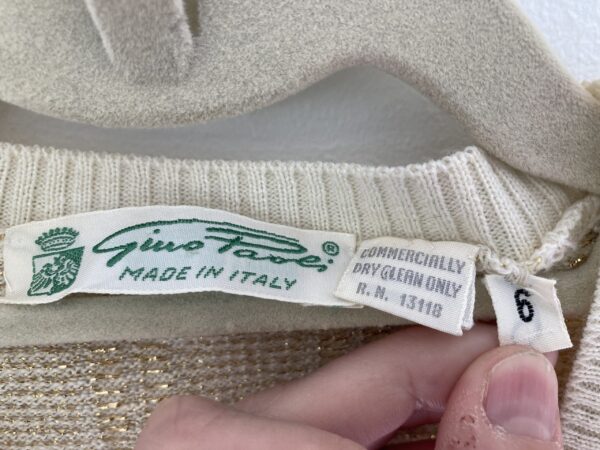 Gino Paoli ®
MADE IN ITALY
COMMERCIALLY
DRY CLEAN ONLY
R. N. 13118
6